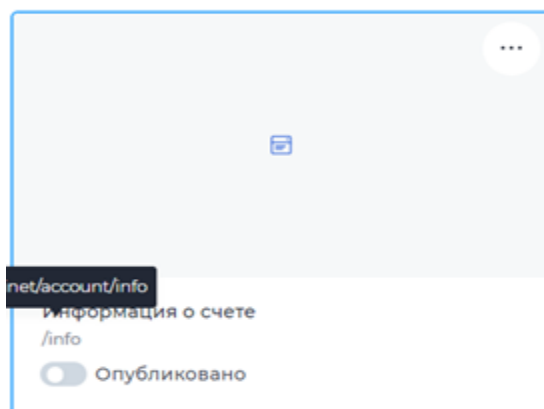 ...
net/account/info
Информация о счете
/info
Опубликовано